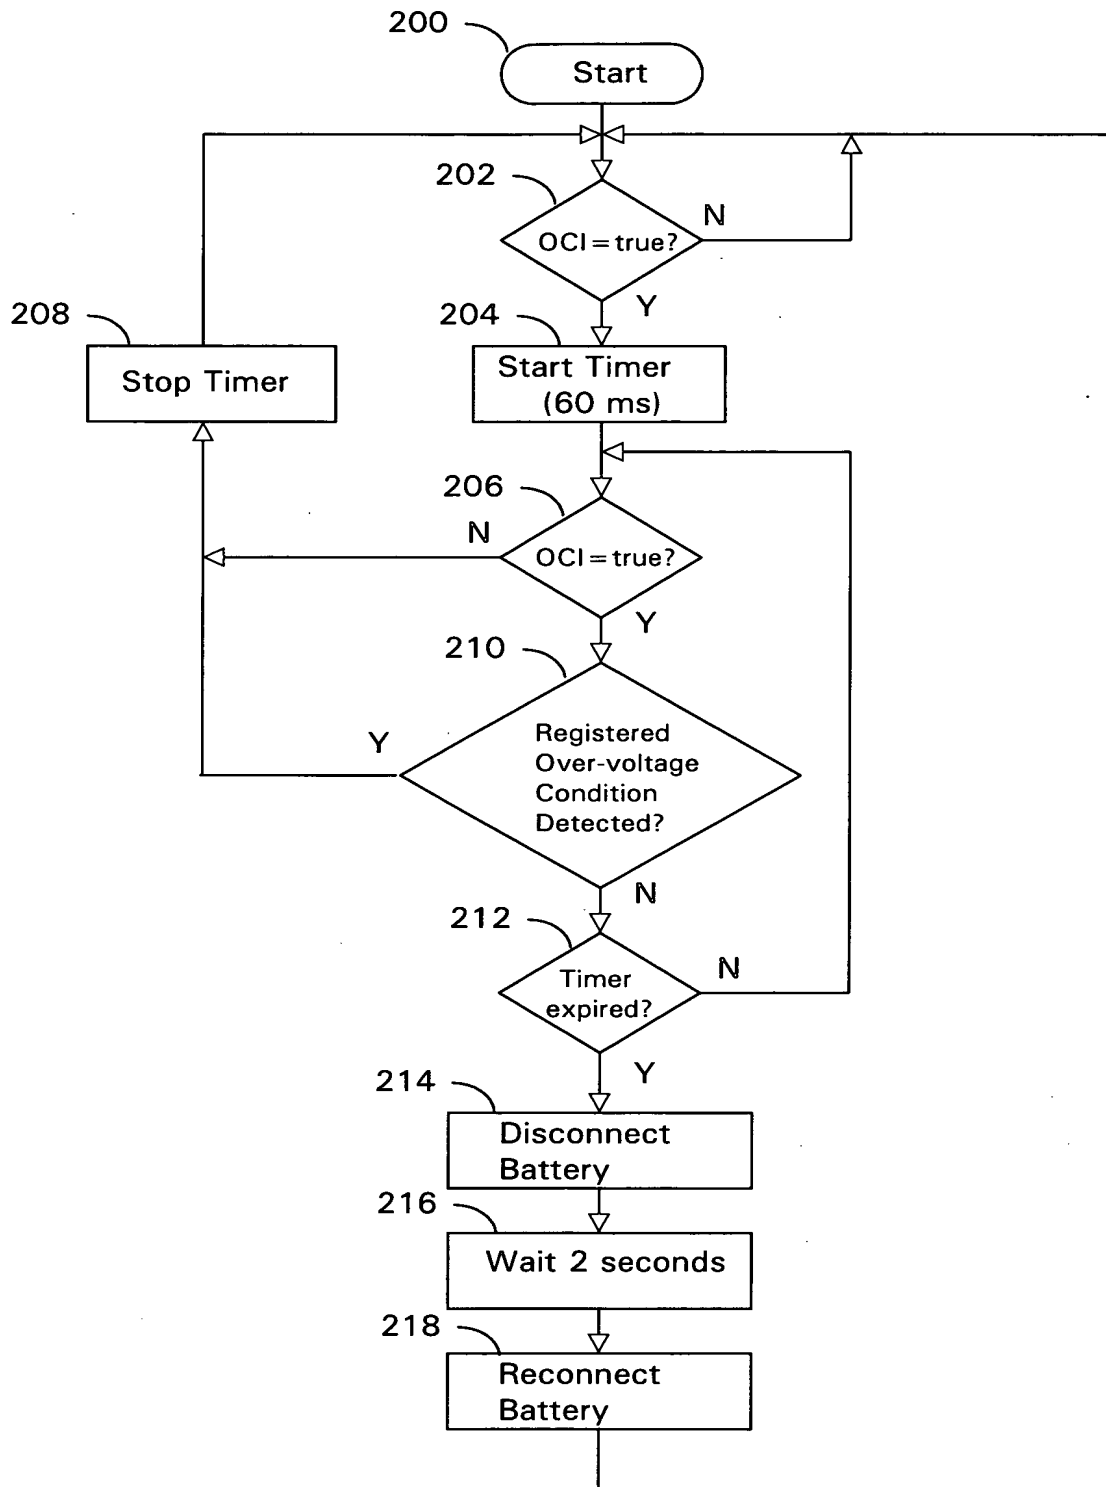 200
Start
202
N
OCI=true?
Y
208
204
Stop Timer
Start Timer
(60 ms)
206
N
OCI=true?
Y
210
Y
Registered
Over-voltage
Condition
Detected?
N
212
N
Timer
expired?
Y
214
Disconnect
Battery
216
Wait 2 seconds
218
Reconnect
Battery